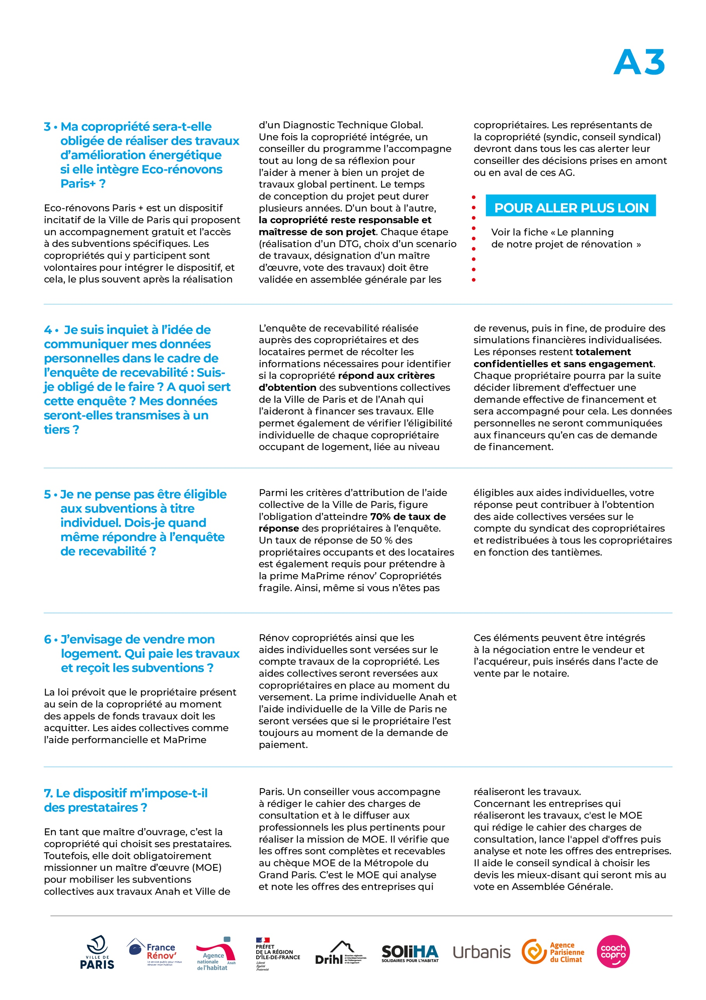 A3
3 • Ma copropriété sera-t-elle
obligée de réaliser des travaux
d’amélioration énergétique
si elle intègre Eco-rénovons
Paris+ ?
Eco-rénovons Paris + est un dispositif
incitatif de la Ville de Paris qui proposent
un accompagnement gratuit et l’accès
à des subventions spécifiques. Les
copropriétés qui y participent sont
volontaires pour intégrer le dispositif, et
cela, le plus souvent après la réalisation
d’un Diagnostic Technique Global.
Une fois la copropriété intégrée, un
conseiller du programme l’accompagne
tout au long de sa réflexion pour
l’aider à mener à bien un projet de
travaux global pertinent. Le temps
de conception du projet peut durer
plusieurs années. D’un bout à l’autre,
la copropriété reste responsable et
maîtresse de son projet. Chaque étape
(réalisation d’un DTG, choix d’un scenario
de travaux, désignation d’un maître
d’œuvre, vote des travaux) doit être
validée en assemblée générale par les
copropriétaires. Les représentants de
la copropriété (syndic, conseil syndical)
devront dans tous les cas alerter leur
conseiller des décisions prises en amont
ou en aval de ces AG.
POUR ALLER PLUS LOIN
Voir la fiche « Le planning
de notre projet de rénovation »
4 • Je suis inquiet à l’idée de
communiquer mes données
personnelles dans le cadre de
l’enquête de recevabilité : Suis-
je obligé de le faire ? A quoi sert
cette enquête ? Mes données
seront-elles transmises à un
tiers ?
L’enquête de recevabilité réalisée
auprès des copropriétaires et des
locataires permet de récolter les
informations nécessaires pour identifier
si la copropriété répond aux critères
d’obtention des subventions collectives
de la Ville de Paris et de l’Anah qui
l’aideront à financer ses travaux. Elle
permet également de vérifier l’éligibilité
individuelle de chaque copropriétaire
occupant de logement, liée au niveau
de revenus, puis in fine, de produire des
simulations financières individualisées.
Les réponses restent totalement
confidentielles et sans engagement.
Chaque propriétaire pourra par la suite
décider librement d’effectuer une
demande effective de financement et
sera accompagné pour cela. Les données
personnelles ne seront communiquées
aux financeurs qu’en cas de demande
de financement.
5 • Je ne pense pas être éligible
aux subventions à titre
individuel. Dois-je quand
même répondre à l’enquête
de recevabilité ?
Parmi les critères d’attribution de l’aide
collective de la Ville de Paris, figure
l’obligation d’atteindre 70% de taux de
réponse des propriétaires à l’enquête.
Un taux de réponse de 50 % des
propriétaires occupants et des locataires
est également requis pour prétendre à
la prime MaPrime rénov’ Copropriétés
fragile. Ainsi, même si vous n’êtes pas
éligibles aux aides individuelles, votre
réponse peut contribuer à l’obtention
des aide collectives versées sur le
compte du syndicat des copropriétaires
et redistribuées à tous les copropriétaires
en fonction des tantièmes.
6 • J’envisage de vendre mon
logement. Qui paie les travaux
et reçoit les subventions ?
La loi prévoit que le propriétaire présent
au sein de la copropriété au moment
des appels de fonds travaux doit les
acquitter. Les aides collectives comme
l’aide performancielle et MaPrime
Rénov copropriétés ainsi que les
aides individuelles sont versées sur le
compte travaux de la copropriété. Les
aides collectives seront reversées aux
copropriétaires en place au moment du
versement. La prime individuelle Anah et
l’aide individuelle de la Ville de Paris ne
seront versées que si le propriétaire l’est
toujours au moment de la demande de
paiement.
Ces éléments peuvent être intégrés
à la négociation entre le vendeur et
l’acquéreur, puis insérés dans l’acte de
vente par le notaire.
7. Le dispositif m’impose-t-il
des prestataires ?
En tant que maître d’ouvrage, c’est la
copropriété qui choisit ses prestataires.
Toutefois, elle doit obligatoirement
missionner un maître d’œuvre (MOE)
pour mobiliser les subventions
collectives aux travaux Anah et Ville de
Paris. Un conseiller vous accompagne
à rédiger le cahier des charges de
consultation et à le diffuser aux
professionnels les plus pertinents pour
réaliser la mission de MOE. Il vérifie que
les offres sont complètes et recevables
au chèque MOE de la Métropole du
Grand Paris. C’est le MOE qui analyse
et note les offres des entreprises qui
réaliseront les travaux.
Concernant les entreprises qui
réaliseront les travaux, c'est le MOE
qui rédige le cahier des charges de
consultation, lance l'appel d'offres puis
analyse et note les offres des entreprises.
Il aide le conseil syndical à choisir les
devis les mieux-disant qui seront mis au
vote en Assemblée Générale.
VILLE DE
PARIS
France
Rénov’
Le service public pour mieux
rénover mon habitat
Agence
nationale
de l'habitat
Anah
PRÉFET
DE LA RÉGION
D’ÎLE-DE-FRANCE
Liberté
Égalité
Fraternité
Drihl
Direction régionale
et interdépartementale
de l’Hébergement
et du Logement
SOLiHA
SOLIDAIRES POUR L’HABITAT
Urbanis
Agence
Parisienne
du Climat
coach
copro